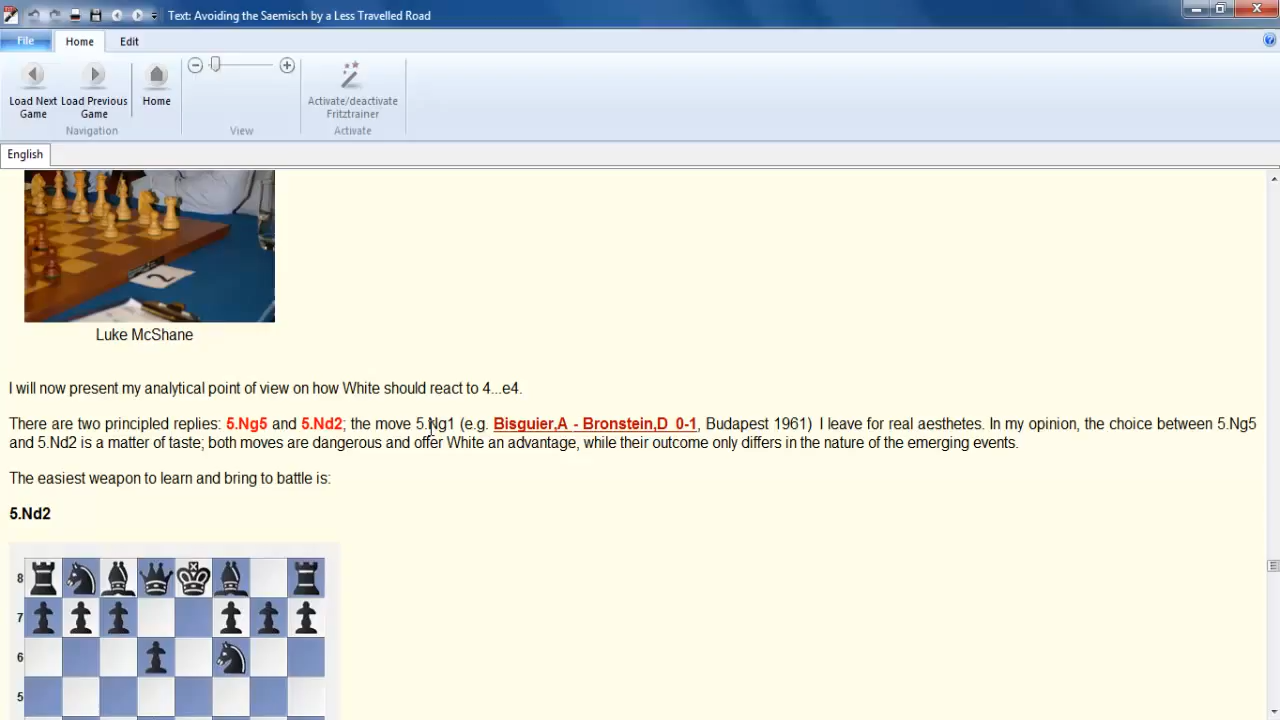 Text: Avoiding the Saemisch by a Less Travelled Road
File Home Edit
Load Next Game
Load Previous Game
Home
Activate/deactivate Fritztrainer
Navigation View Activate
English
2
Luke McShane
I will now present my analytical point of view on how White should react to 4...e4.
There are two principled replies: 5.Ng5 and 5.Nd2; the move 5.Ng1 (e.g. Bisguier,A - Bronstein,D 0-1, Budapest 1961) I leave for real aesthetes. In my opinion, the choice between 5.Ng5
and 5.Nd2 is a matter of taste; both moves are dangerous and offer White an advantage, while their outcome only differs in the nature of the emerging events.
The easiest weapon to learn and bring to battle is:
5.Nd2
8
7
6
5